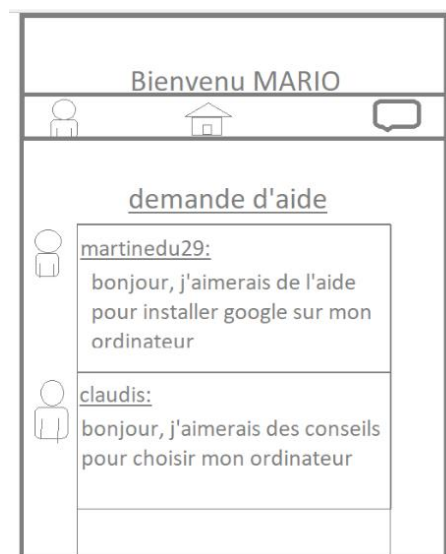 Bienvenu MARIO
demande d'aide
martinedu29:
bonjour, j'aimerais de l'aide
pour installer google sur mon
ordinateur
claudis:
bonjour, j'aimerais des conseils
pour choisir mon ordinateur